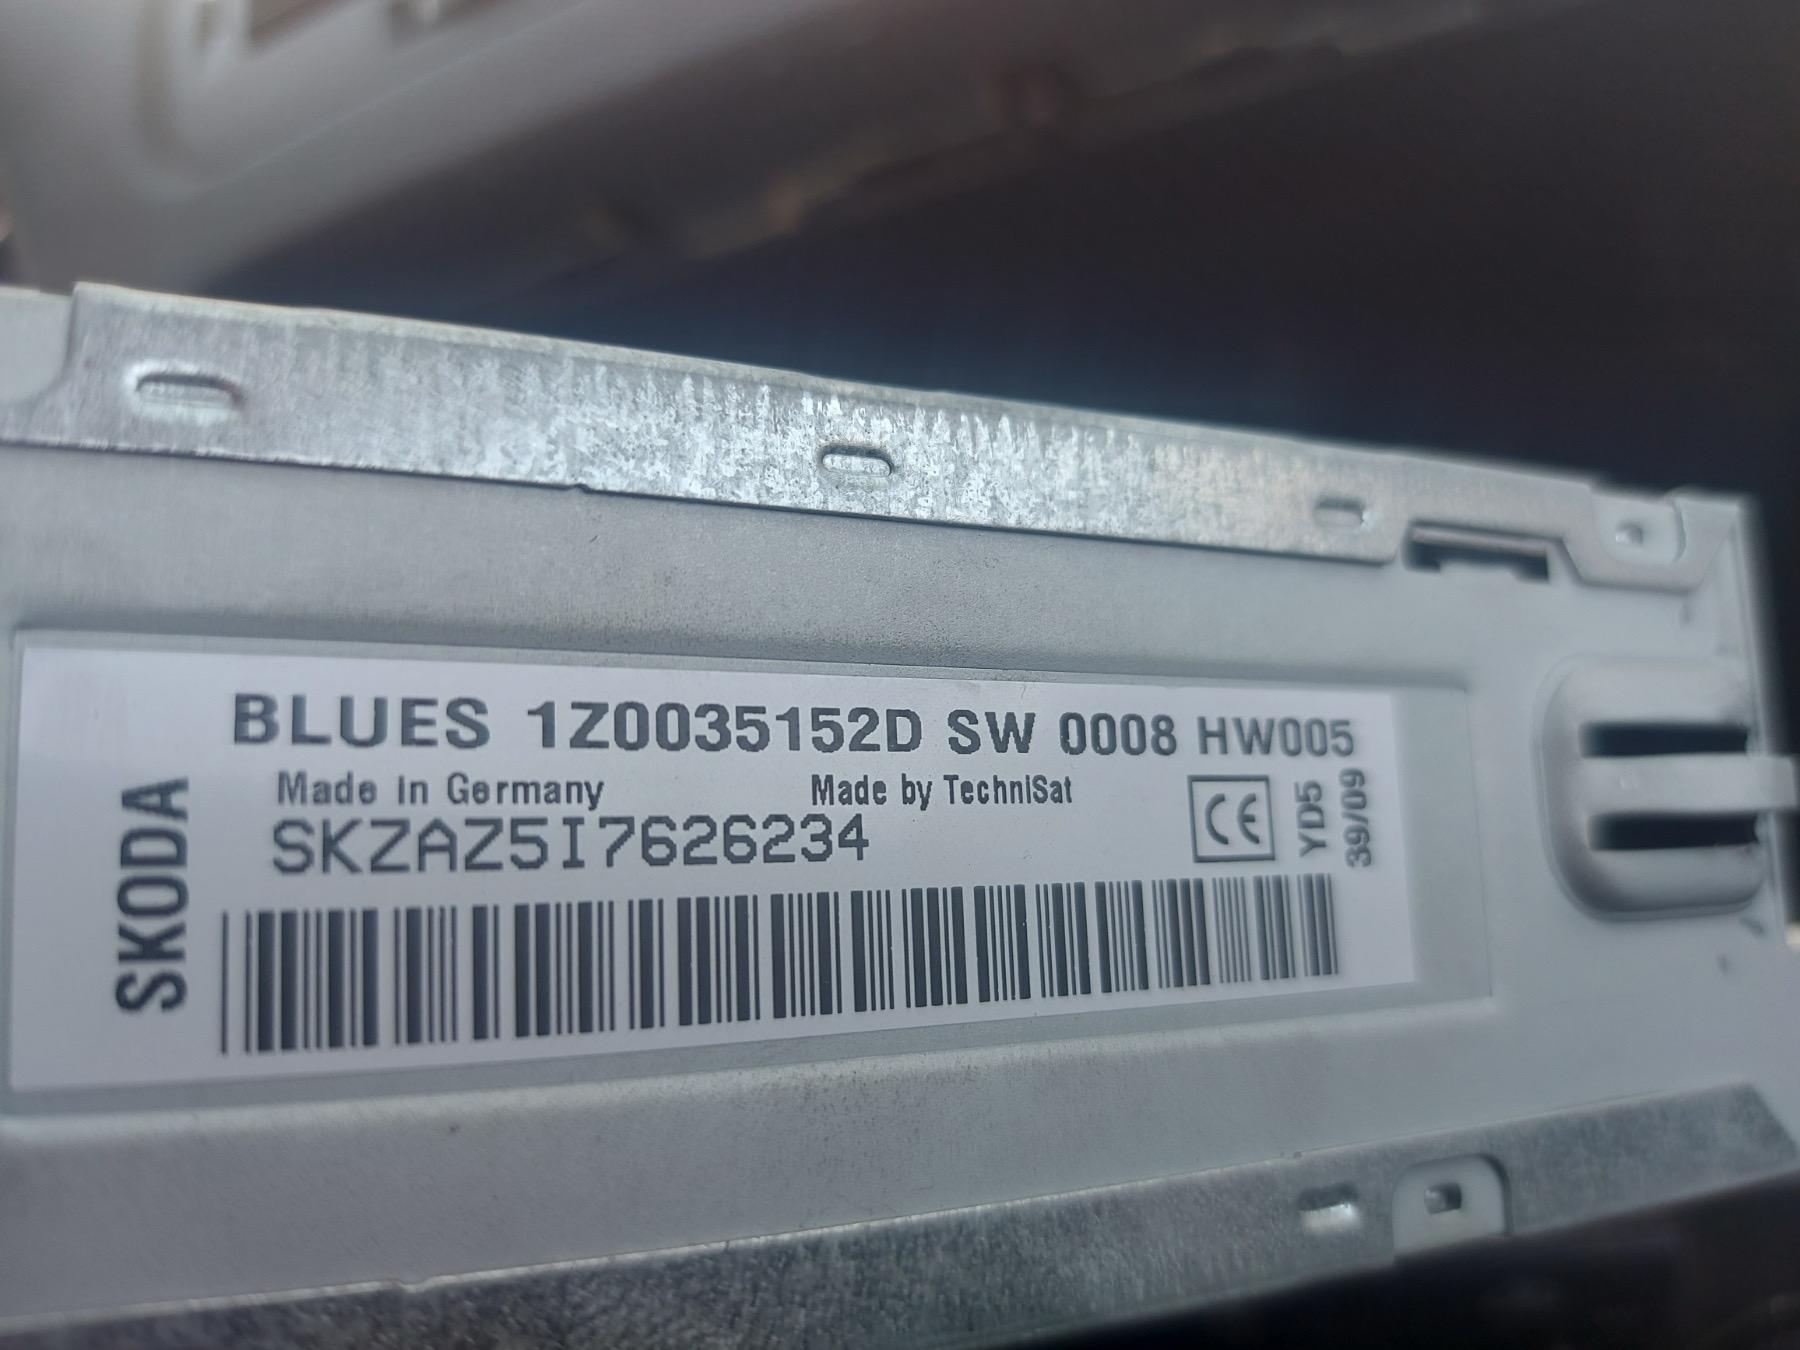 BLUES 1Z0035152D SW 0008 HW005
Made in Germany
Made by TechniSat
SKZAZ5I7626234
CE
YD5
39/09
SKODA